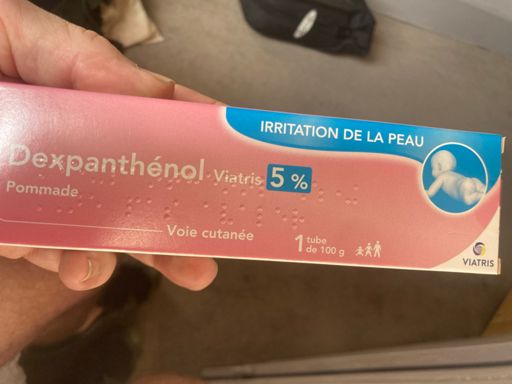 IRRITATION DE LA PEAU
Dexpanthénol Viatris 5 %
Pommade
Voie cutanée
1 tube
de 100 g
VIATRIS